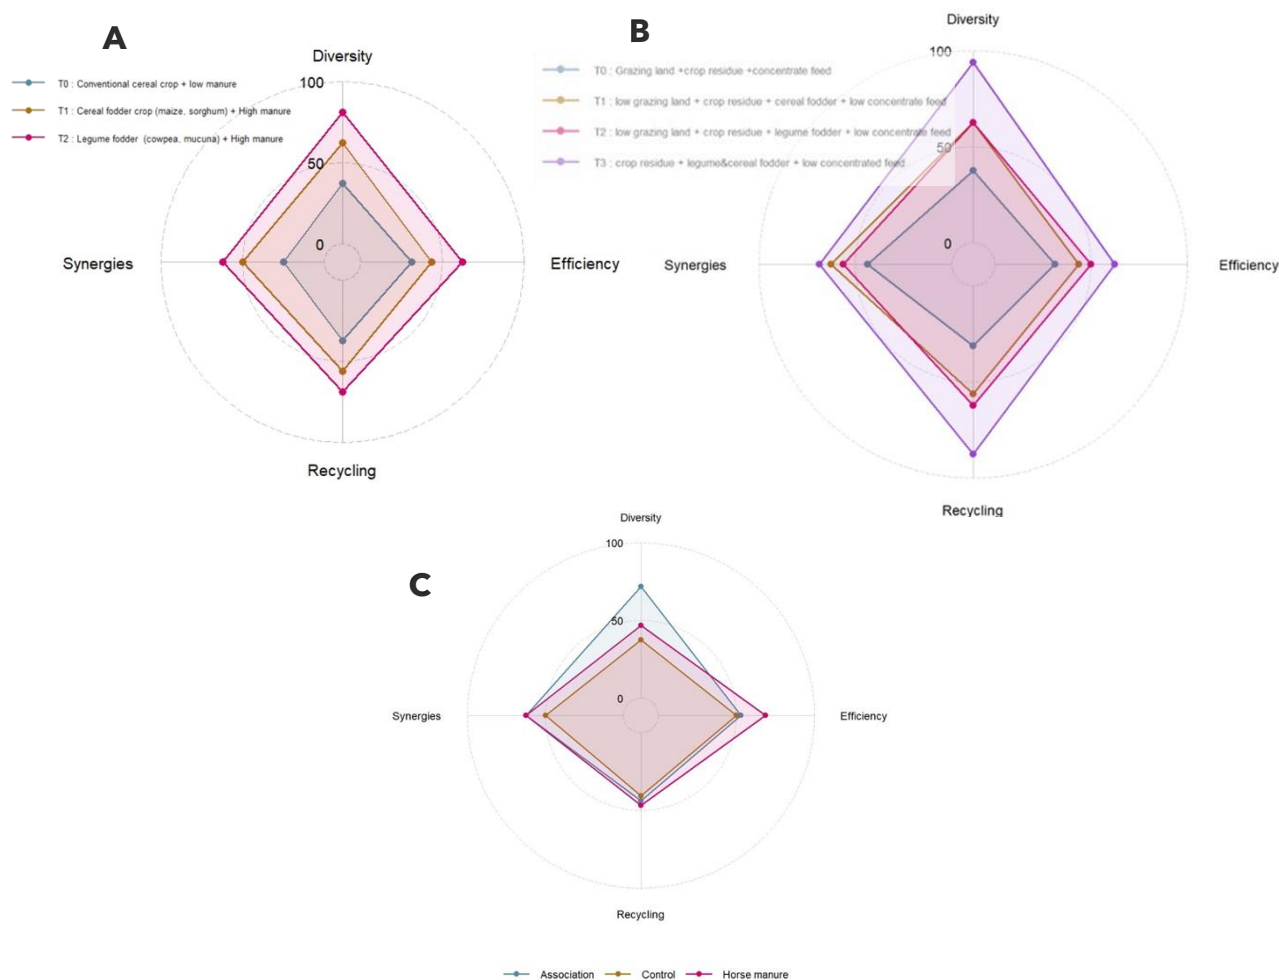 A
Diversity
100
T0 : Conventional cereal crop + low manure
T1 : Cereal fodder crop (maize, sorghum) + High manure
T2 : Legume fodder (cowpea, mucuna) + High manure
50
0
Synergies
Efficiency
Recycling
B
Diversity
100
T0 : Grazing land +crop residue +concentrate feed
T1 : low grazing land + crop residue + cereal fodder + low concentrate feed
T2 : low grazing land + crop residue + legume fodder + low concentrate feed
T3 : crop residue + legume&cereal fodder + low concentrated feed
50
0
Synergies
Efficiency
Recycling
C
Diversity
100
50
0
Synergies
Efficiency
Recycling
Association Control Horse manure